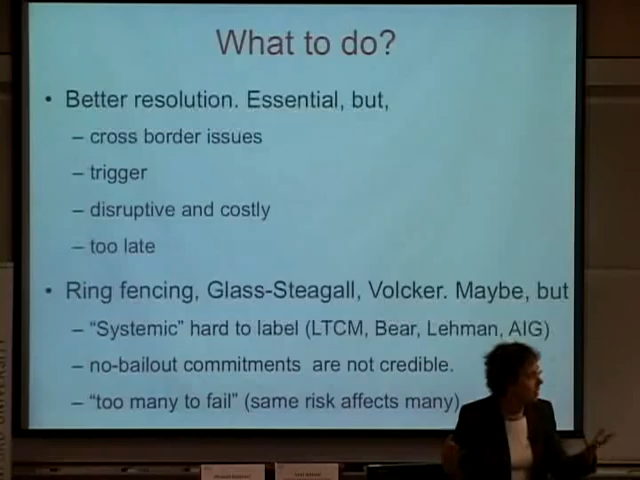 What to do?
• Better resolution. Essential, but,
– cross border issues
– trigger
– disruptive and costly
– too late
• Ring fencing, Glass-Steagall, Volcker. Maybe, but
– “Systemic” hard to label (LTCM, Bear, Lehman, AIG)
– no-bailout commitments are not credible.
– “too many to fail” (same risk affects many)